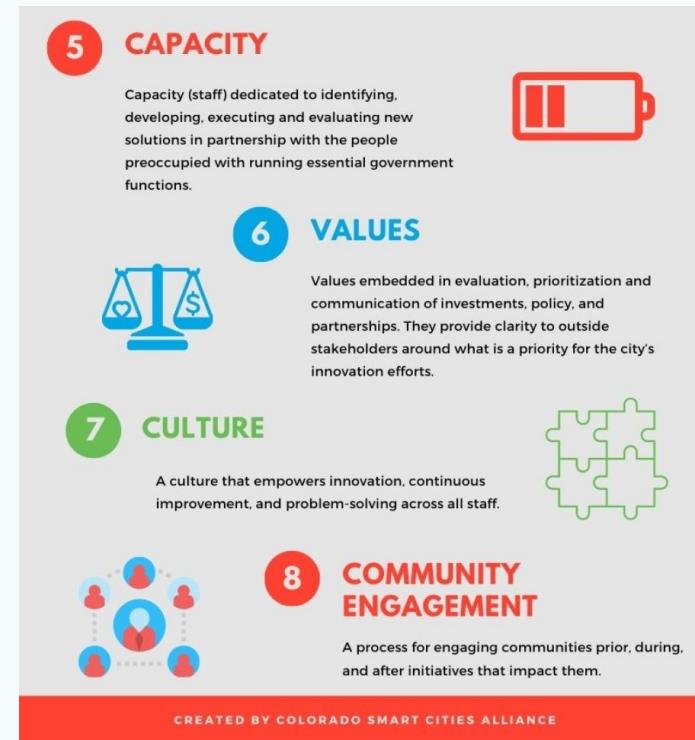 5 CAPACITY
Capacity (staff) dedicated to identifying,
developing, executing and evaluating new
solutions in partnership with the people
preoccupied with running essential government
functions.
6 VALUES
$
Values embedded in evaluation, prioritization and
communication of investments, policy, and
partnerships. They provide clarity to outside
stakeholders around what is a priority for the city's
innovation efforts.
7 CULTURE
A culture that empowers innovation, continuous
improvement, and problem-solving across all staff.
8 COMMUNITY
ENGAGEMENT
A process for engaging communities prior, during,
and after initiatives that impact them.
CREATED BY COLORADO SMART CITIES ALLIANCE